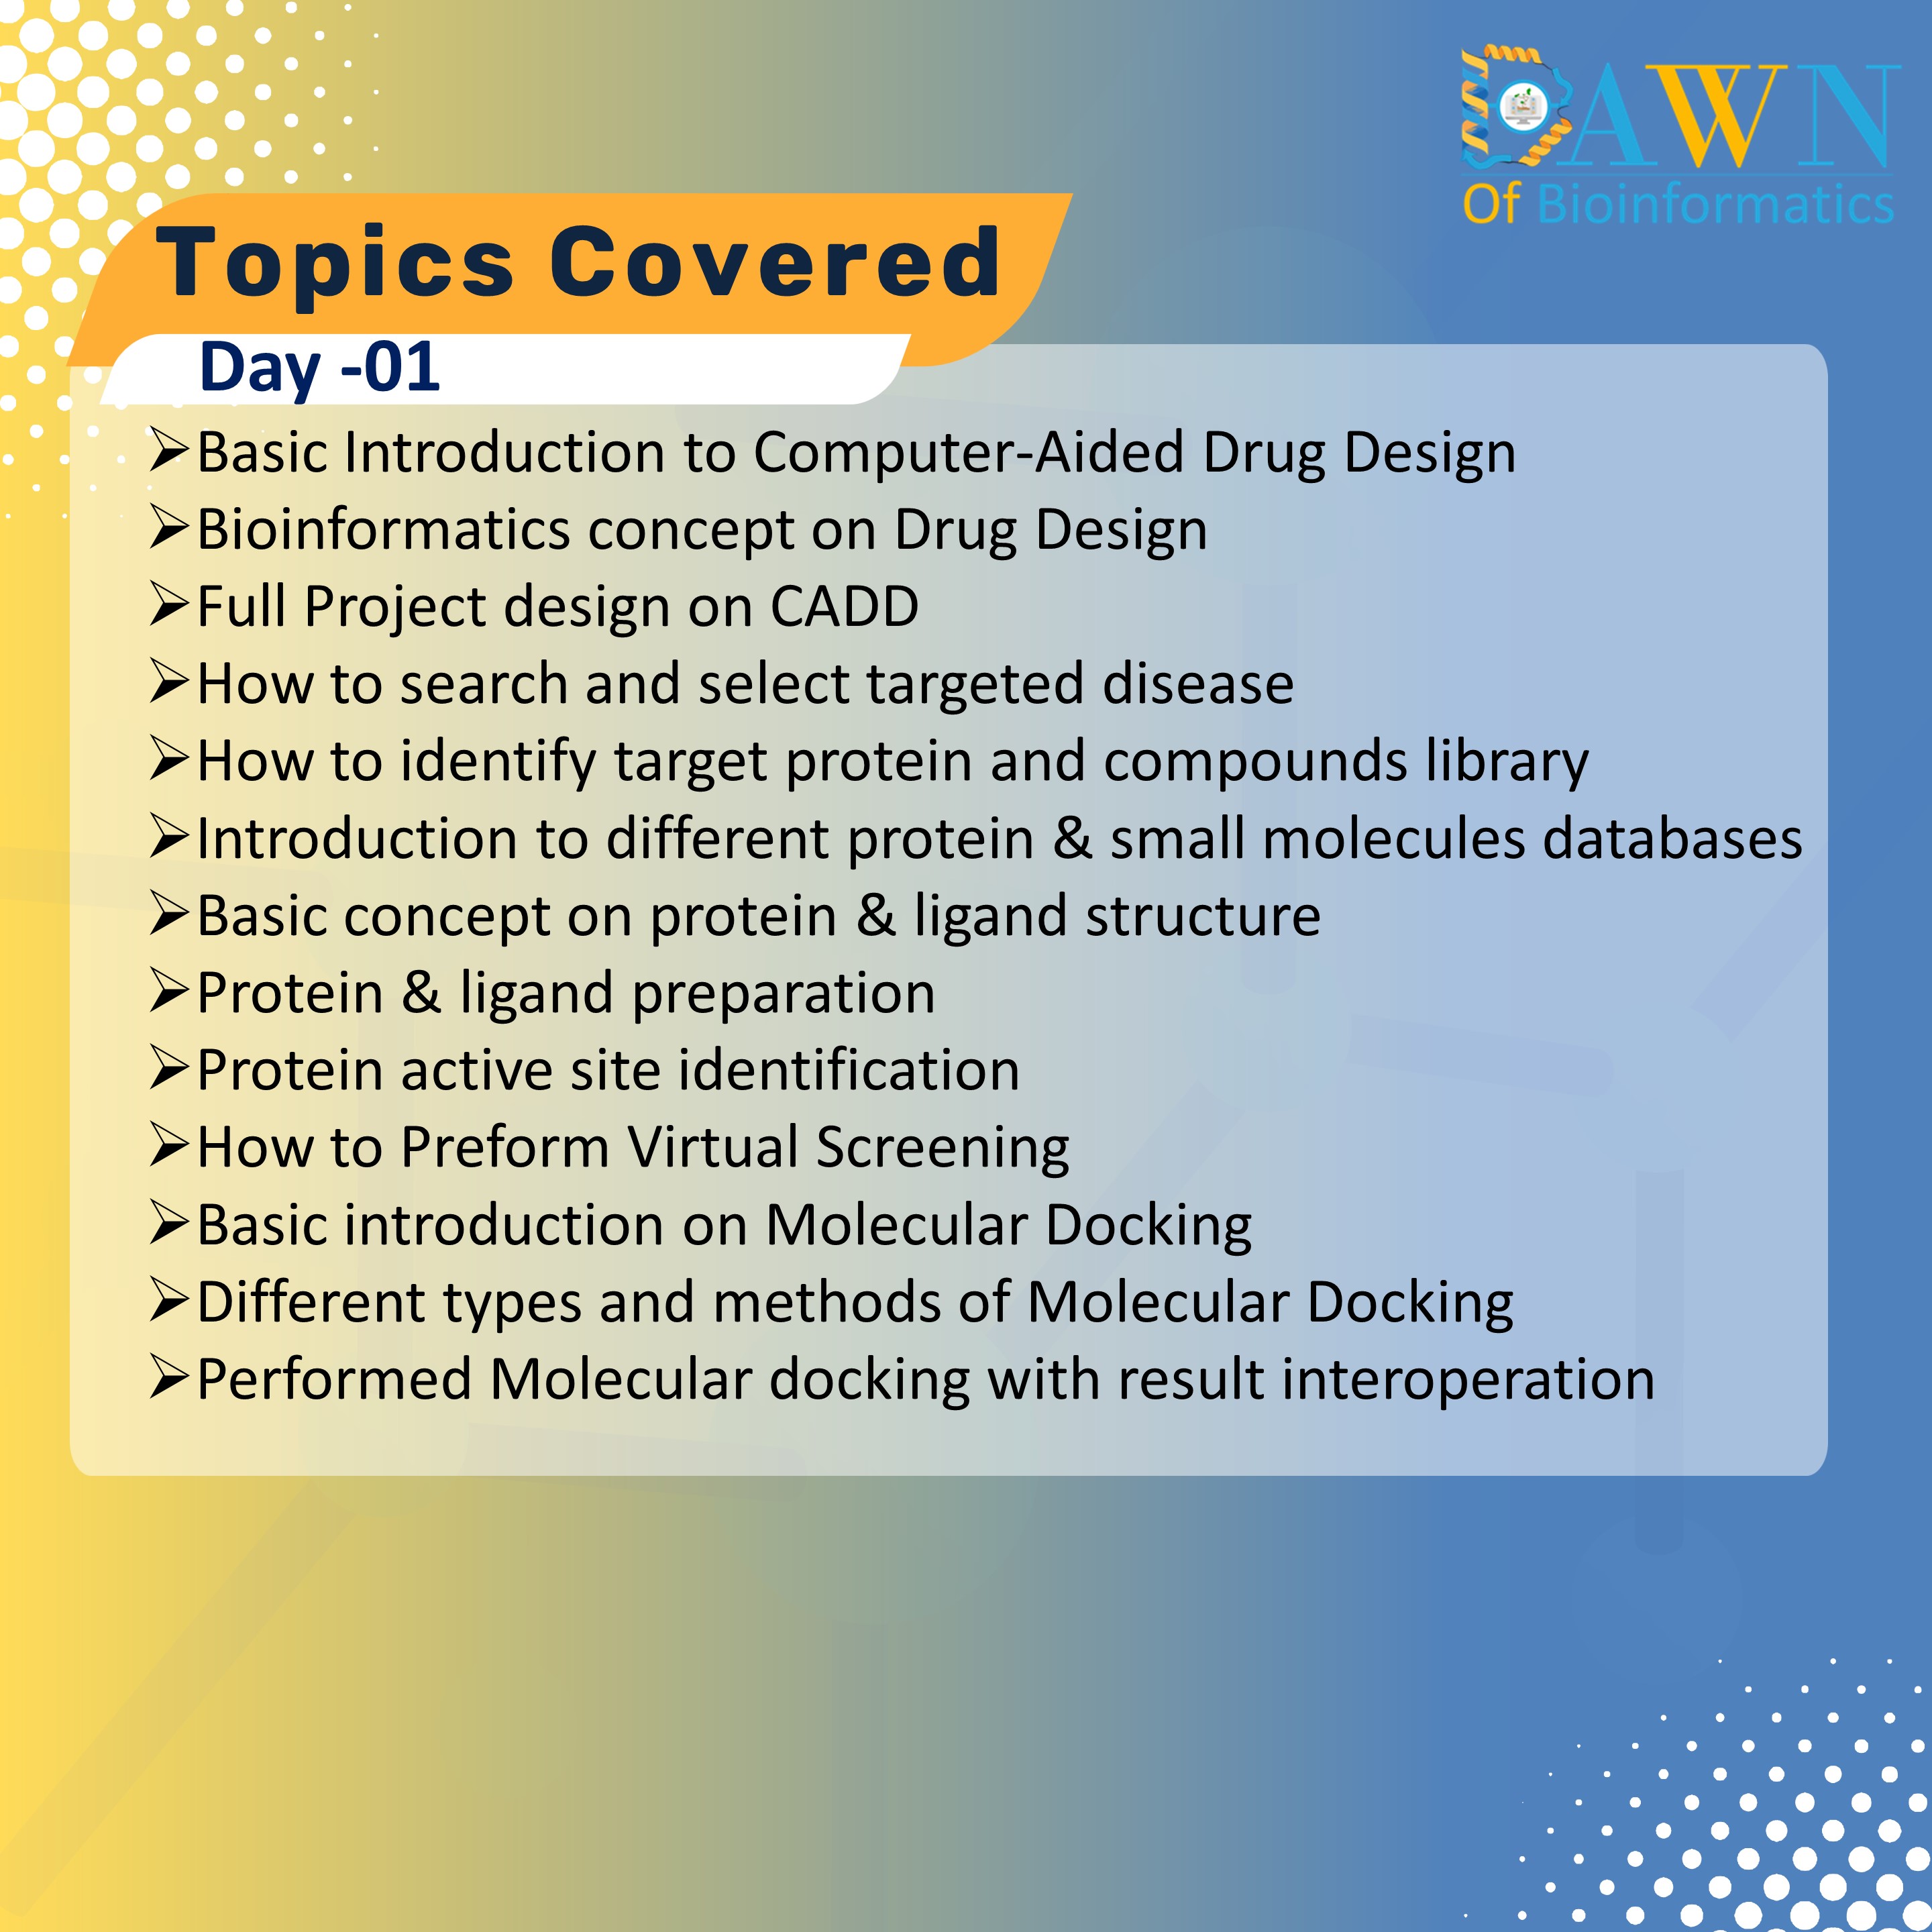 DAWN
Of Bioinformatics
Topics Covered
Day -01
➢Basic Introduction to Computer-Aided Drug Design
➢Bioinformatics concept on Drug Design
➢Full Project design on CADD
➢How to search and select targeted disease
➢How to identify target protein and compounds library
➢Introduction to different protein & small molecules databases
➢Basic concept on protein & ligand structure
➢Protein & ligand preparation
➢Protein active site identification
➢How to Preform Virtual Screening
➢Basic introduction on Molecular Docking
➢Different types and methods of Molecular Docking
➢Performed Molecular docking with result interoperation